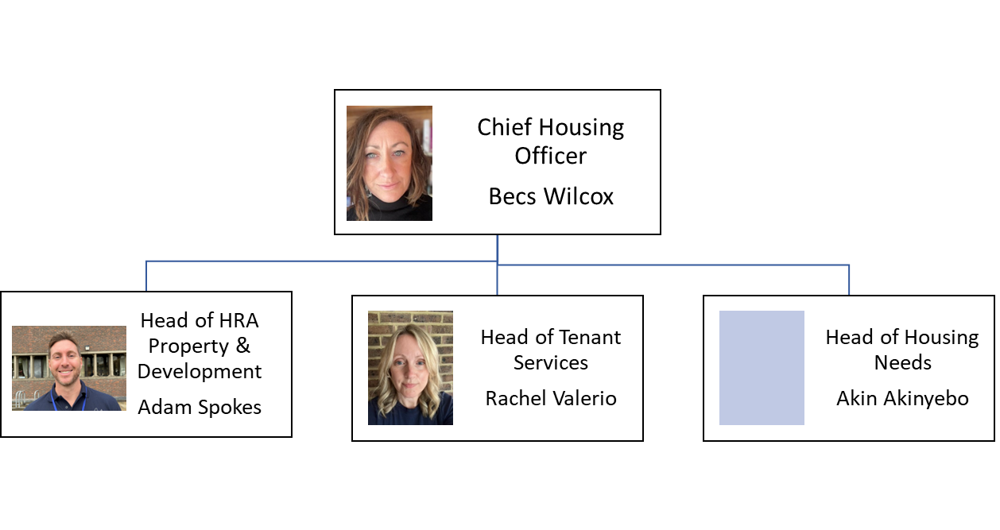 Chief Housing
Officer
Becs Wilcox
Head of HRA
Property &
Development
Adam Spokes
Head of Tenant
Services
Rachel Valerio
Head of Housing
Needs
Akin Akinyebo